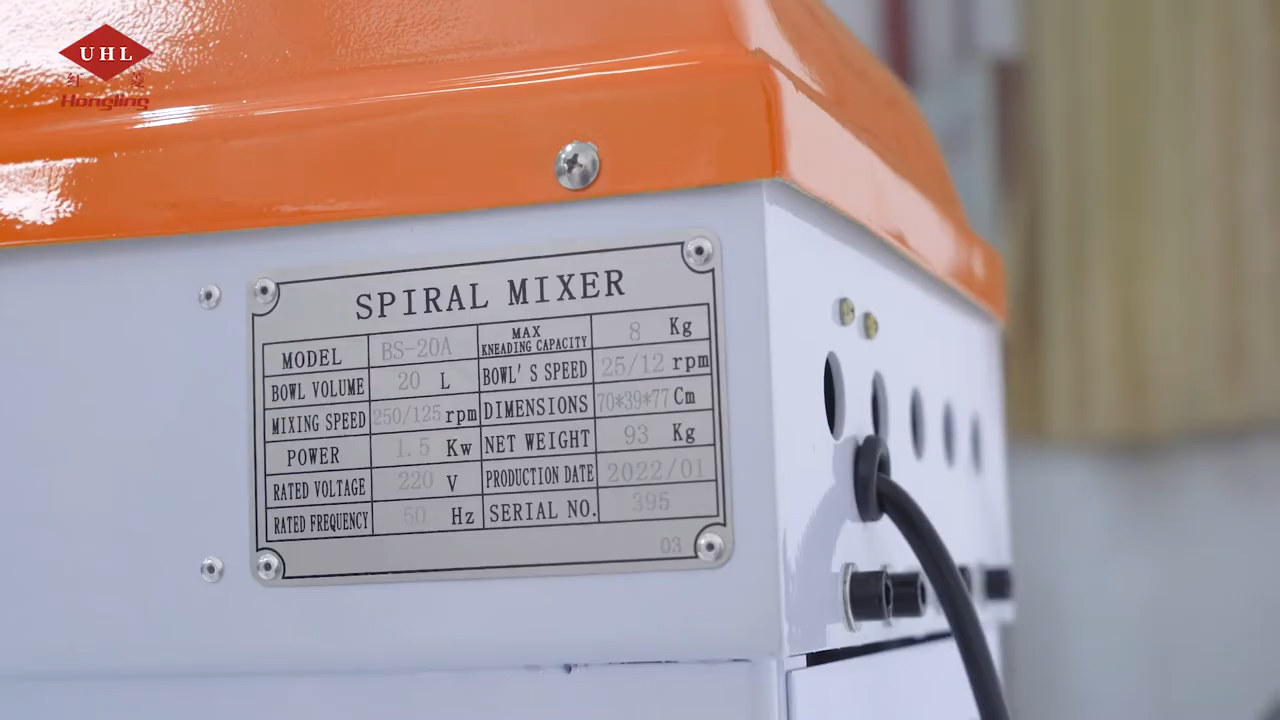 UHL
红菱
Hongling
SPIRAL MIXER
MODEL BS-20A MAX KNEADING CAPACITY 8 Kg
BOWL VOLUME 20 L BOWL'S SPEED 25/12 rpm
MIXING SPEED 250/125 rpm DIMENSIONS 70*39*77 Cm
POWER 1.5 Kw NET WEIGHT 93 Kg
RATED VOLTAGE 220 V PRODUCTION DATE 2022/01
RATED FREQUENCY 50 Hz SERIAL NO. 395
03